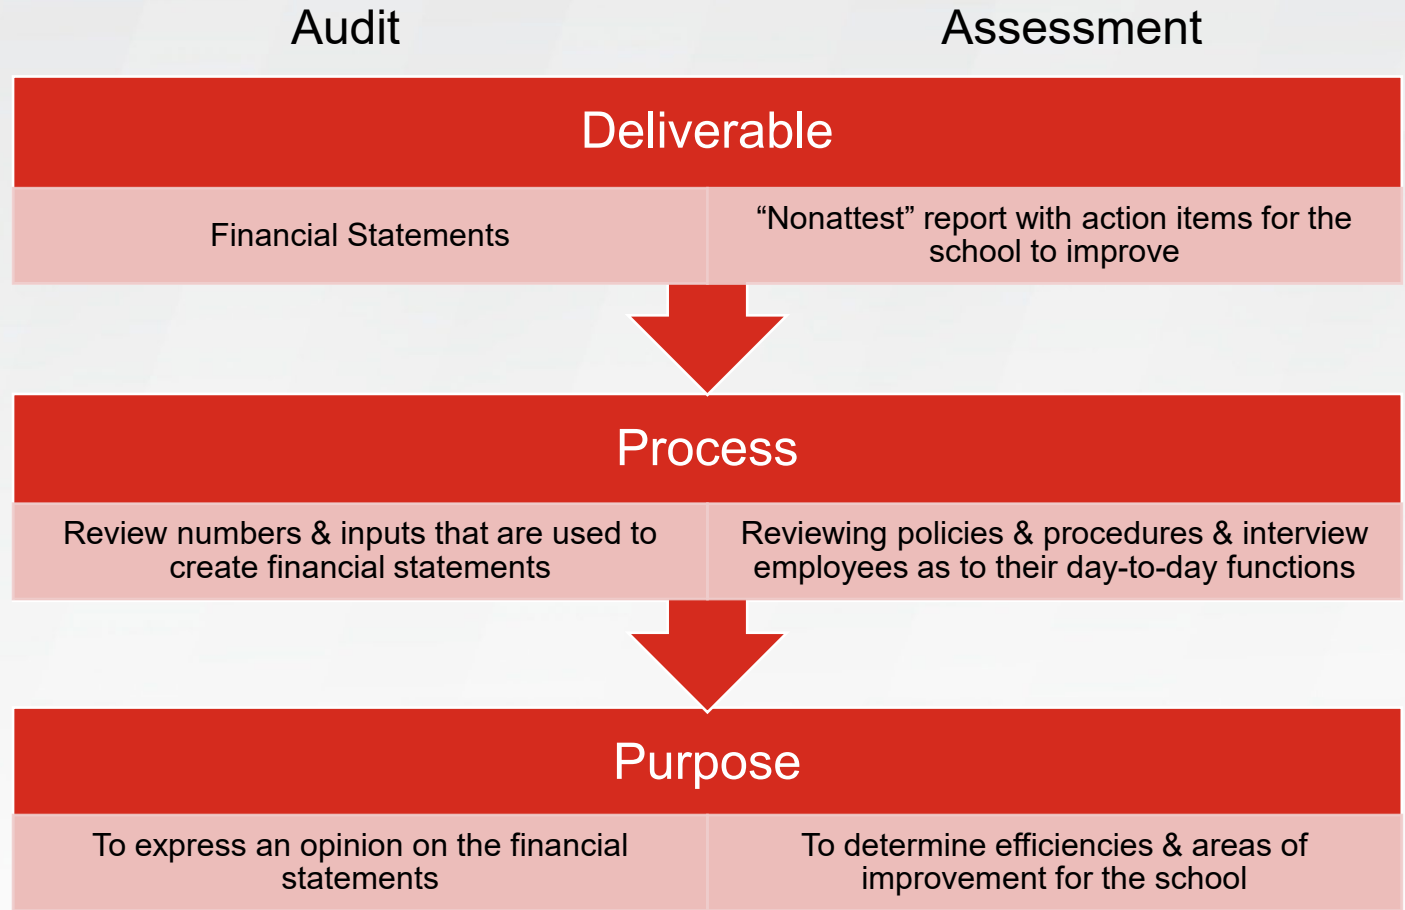 Audit
Assessment
Deliverable
Financial Statements
“Nonattest” report with action items for the
school to improve
Process
Review numbers & inputs that are used to
create financial statements
Reviewing policies & procedures & interview
employees as to their day-to-day functions
Purpose
To express an opinion on the financial
statements
To determine efficiencies & areas of
improvement for the school